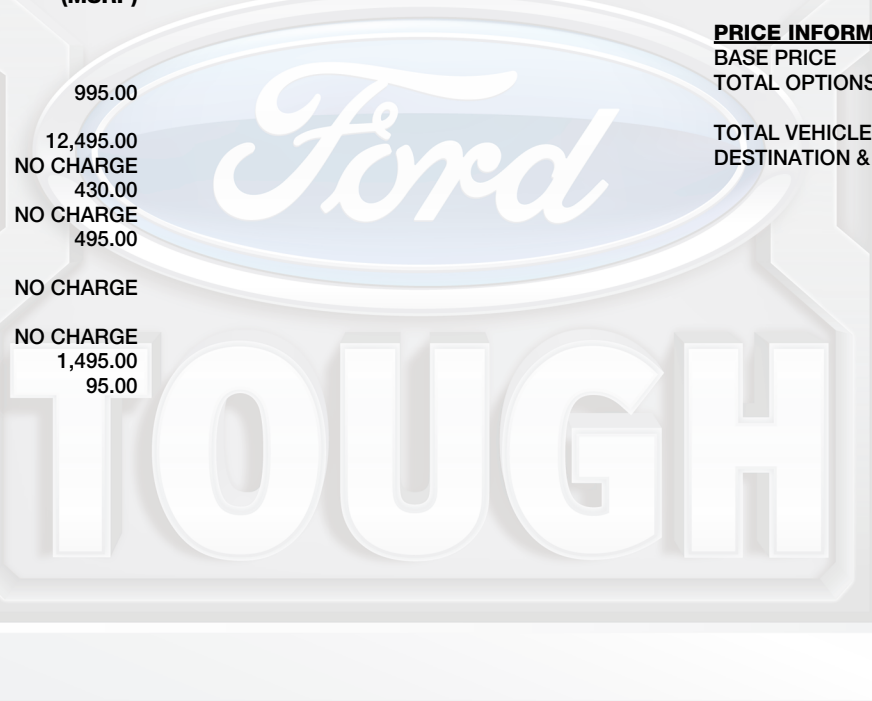 (MSRP)
995.00
12,495.00
NO CHARGE
430.00
NO CHARGE
495.00
NO CHARGE
NO CHARGE
1,495.00
95.00
PRICE INFORM
BASE PRICE
TOTAL OPTIONS
TOTAL VEHICLE
DESTINATION &
Ford
TOUGH